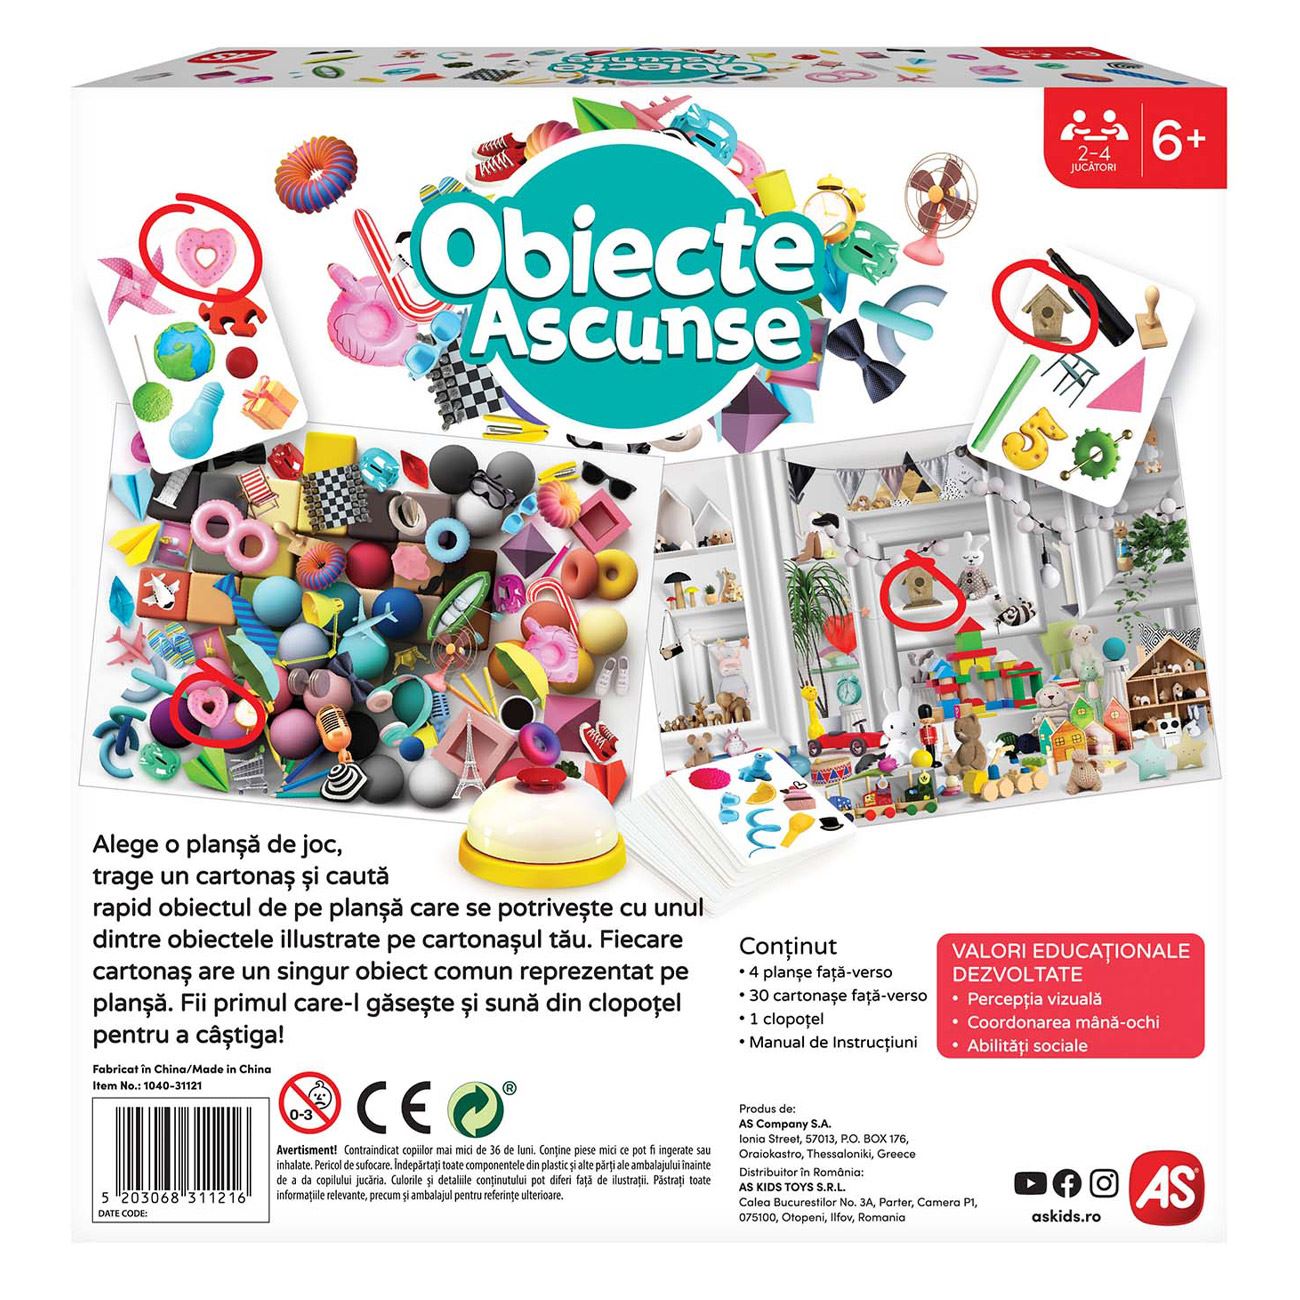 AS
Obiecte
Ascunse
6+
2-4
JUCĂTORI
6+
Obiecte
Ascunse
Alege o planșă de joc,
trage un cartonaș și caută
rapid obiectul de pe planșă care se potrivește cu unul
dintre obiectele illustrate pe cartonașul tău. Fiecare
cartonaș are un singur obiect comun reprezentat pe
planșă. Fii primul care-l găsește și sună din clopoțel
pentru a câștiga!
Conținut
• 4 planșe față-verso
• 30 cartonașe față-verso
• 1 clopoțel
• Manual de Instrucțiuni
VALORI EDUCAȚIONALE
DEZVOLTATE
• Percepția vizuală
• Coordonarea mână-ochi
• Abilități sociale
Fabricat în China/Made in China
Item No.: 1040-31121
5 203068 311216
DATE CODE:
0-3
CE
®
Avertisment! Contraindicat copiilor mai mici de 36 de luni. Conține piese mici ce pot fi ingerate sau
inhalate. Pericol de sufocare. Îndepărtați toate componentele din plastic și alte părți ale ambalajului înainte
de a da copilului jucăria. Culorile și detaliile conținutului pot diferi față de ilustrații. Păstrați toate
informațiile relevante, precum și ambalajul pentru referințe ulterioare.
Produs de:
AS Company S.A.
Ionia Street, 57013, P.O. BOX 176,
Oraiokastro, Thessaloniki, Greece
Distribuitor în România:
AS KIDS TOYS S.R.L.
Calea Bucurestilor No. 3A, Parter, Camera P1,
075100, Otopeni, Ilfov, Romania
askids.ro
AS